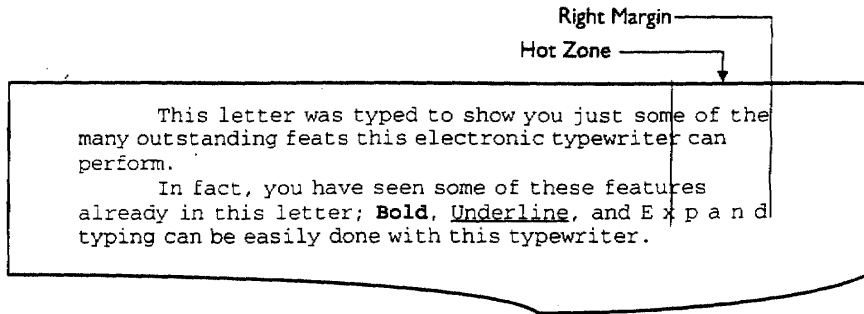 Right Margin
Hot Zone
This letter was typed to show you just some of the
many outstanding feats this electronic typewriter can
perform.
In fact, you have seen some of these features
already in this letter; Bold, Underline, and E x p a n d
typing can be easily done with this typewriter.